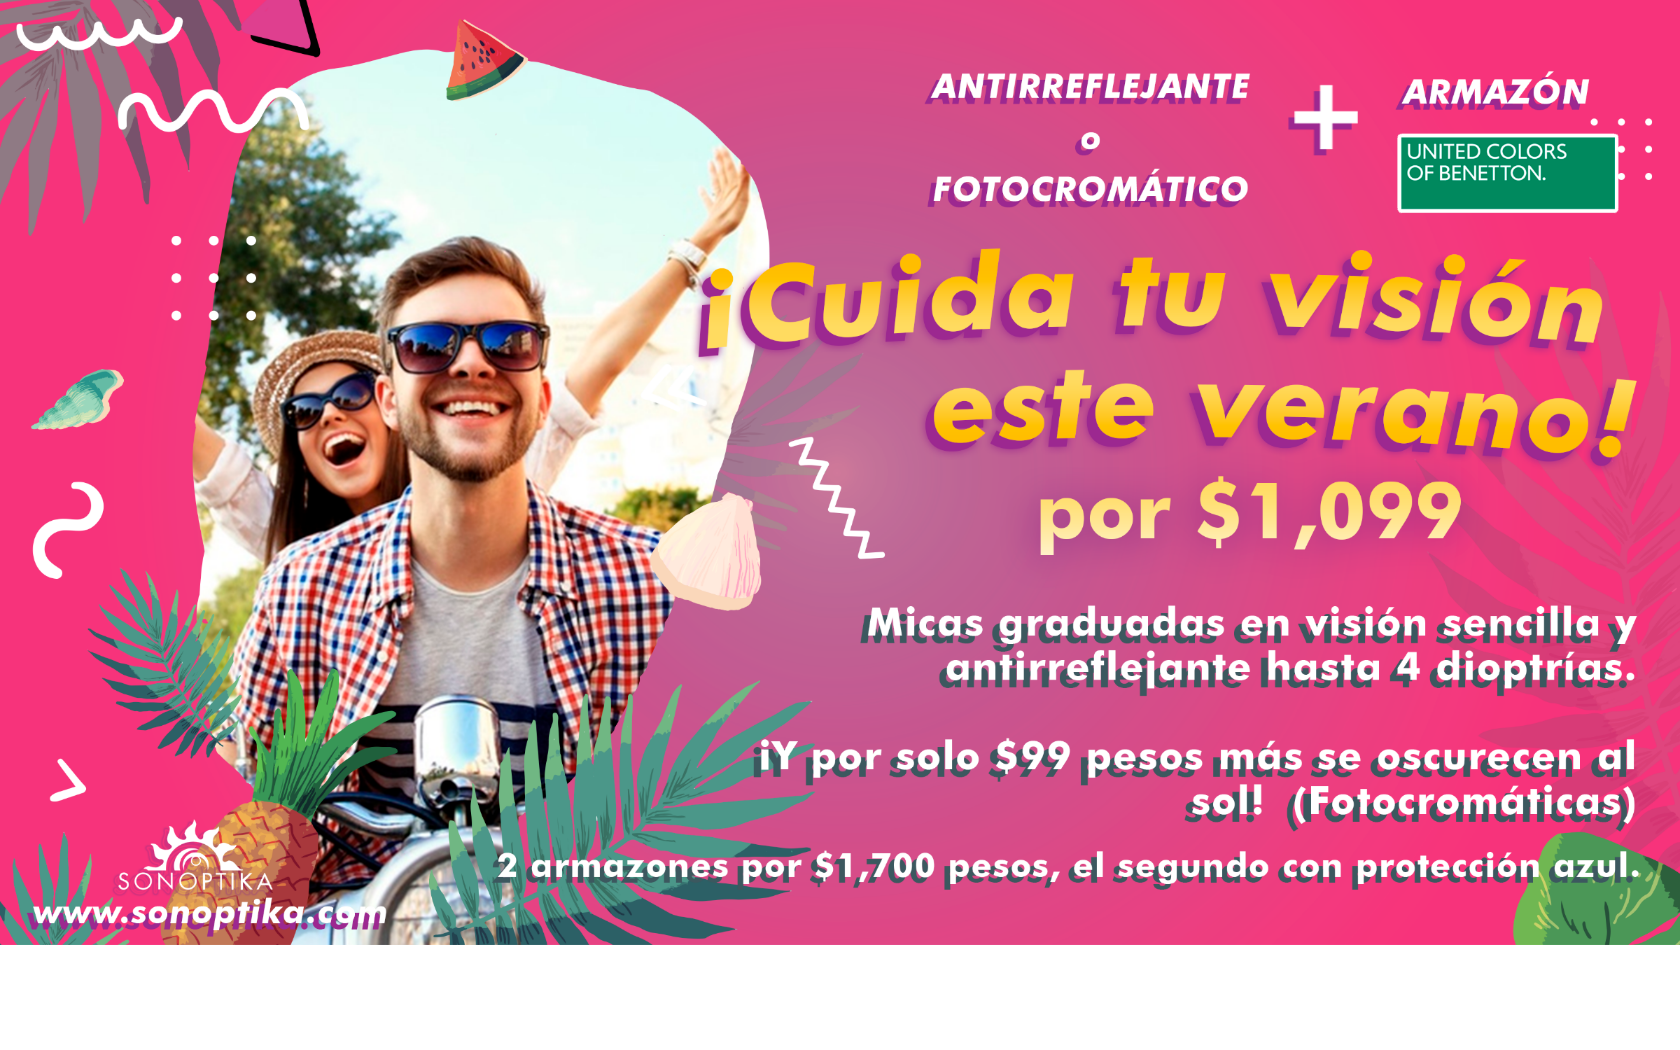 ANTIRREFLEJANTE
o
FOTOCROMÁTICO
+
ARMAZÓN
UNITED COLORS
OF BENETTON.
¡Cuida tu visión
este verano!
por $1,099
Micas graduadas en visión sencilla y
antirreflejante hasta 4 dioptrías.
¡Y por solo $99 pesos más se oscurecen al
sol! (Fotocromáticas)
2 armazones por $1,700 pesos, el segundo con protección azul.
SONOPTIKA
www.sonoptika.com